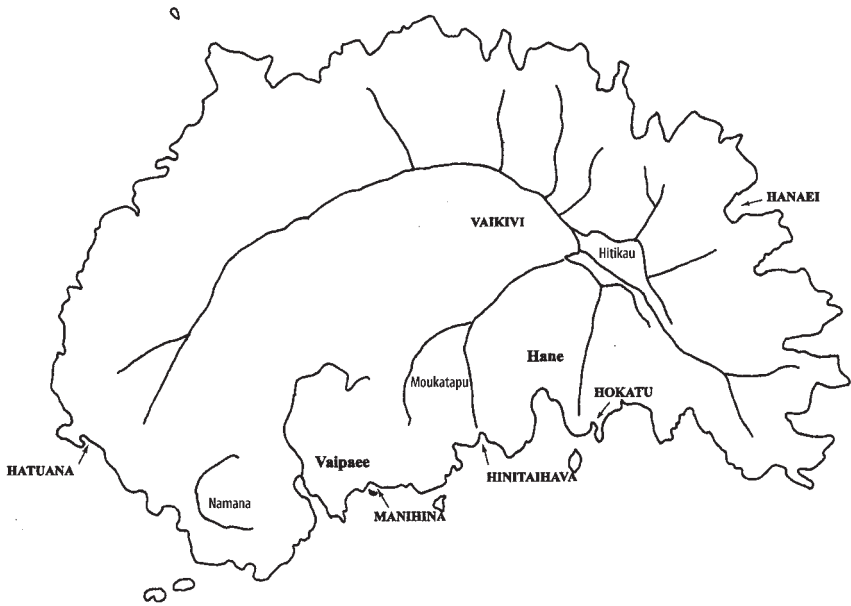 HANAEI
VAIKIVI
Hitikau
Hane
Moukatapu
HOKATU
Vaipaee
HATUANA
HINITAIHAVA
Namana
MANIHINA